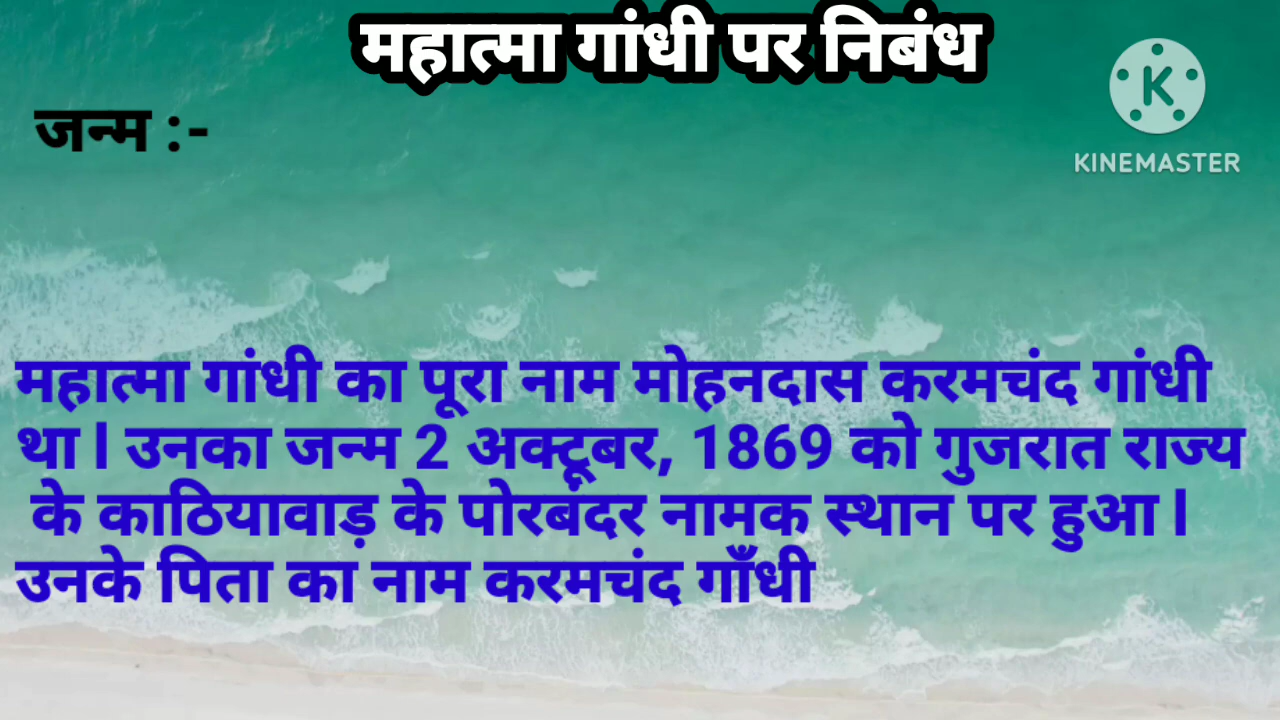 महात्मा गांधी पर निबंध
जन्म :-
K
KINEMASTER
महात्मा गांधी का पूरा नाम मोहनदास करमचंद गांधी
था l उनका जन्म 2 अक्टूबर, 1869 को गुजरात राज्य
के काठियावाड़ के पोरबंदर नामक स्थान पर हुआ l
उनके पिता का नाम करमचंद गाँधी